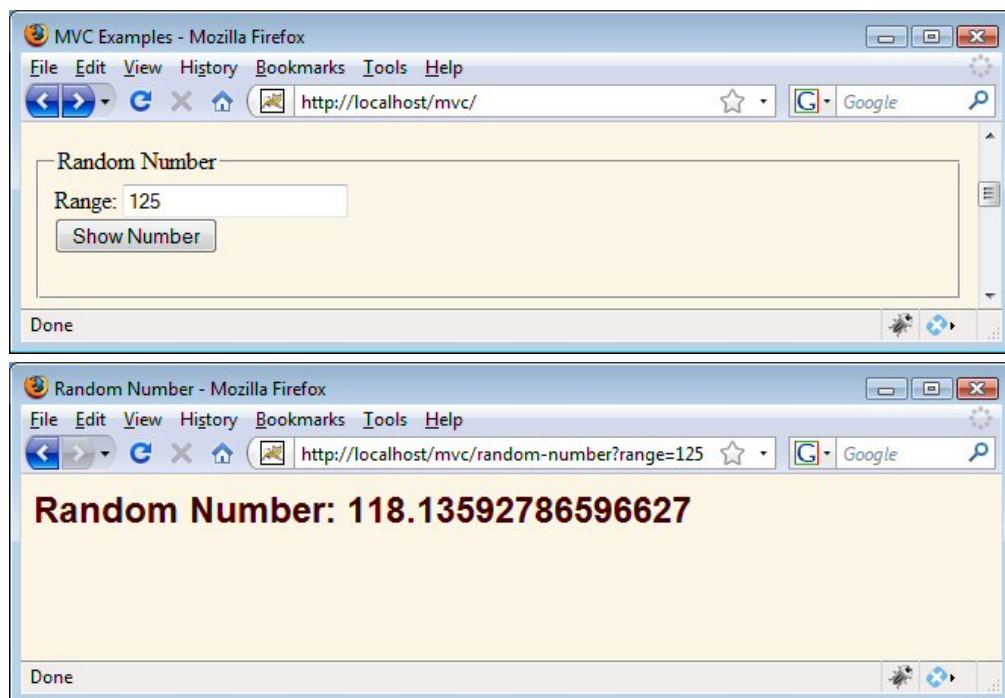 MVC Examples - Mozilla Firefox
File Edit View History Bookmarks Tools Help
http://localhost/mvc/ G Google
Random Number
Range: 125
Show Number
Done
Random Number - Mozilla Firefox
File Edit View History Bookmarks Tools Help
http://localhost/mvc/random-number?range=125 G Google
Random Number: 118.13592786596627
Done